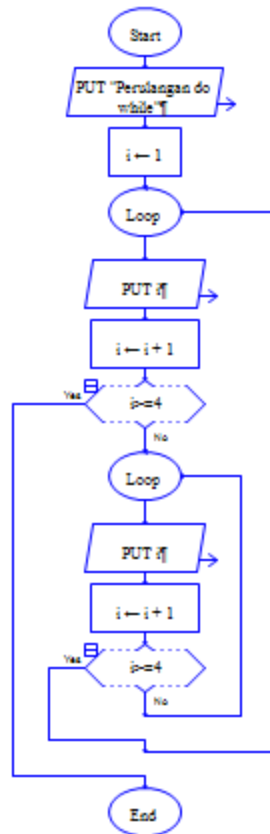 Start
PUT "Perulangan do
while"¶
i ← 1
Loop
PUT i¶
i ← i + 1
Yes
i>=4
No
Loop
PUT i¶
i ← i + 1
Yes
i>=4
No
End